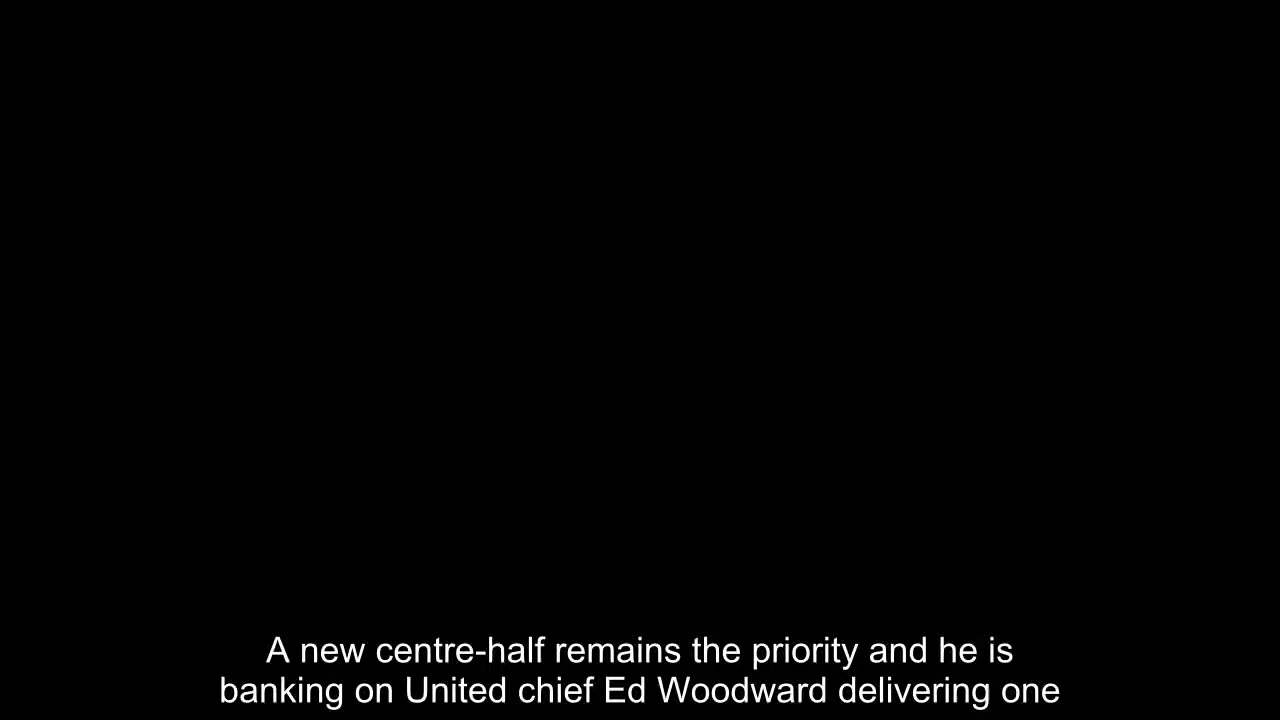 A new centre-half remains the priority and he is
banking on United chief Ed Woodward delivering one